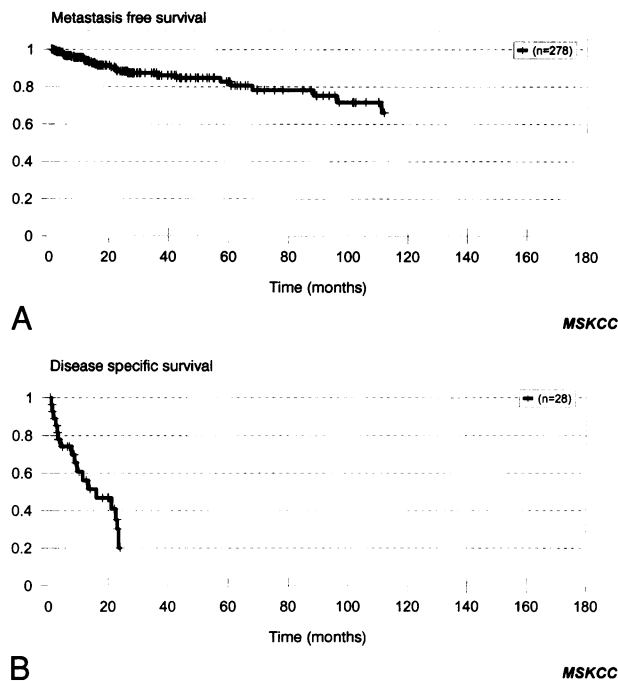 Metastasis free survival
(n=278)
1
0.8
0.6
0.4
0.2
0
0 20 40 60 80 100 120 140 160 180
Time (months)
A
MSKCC
Disease specific survival
(n=28)
1
0.8
0.6
0.4
0.2
0
0 20 40 60 80 100 120 140 160 180
Time (months)
B
MSKCC